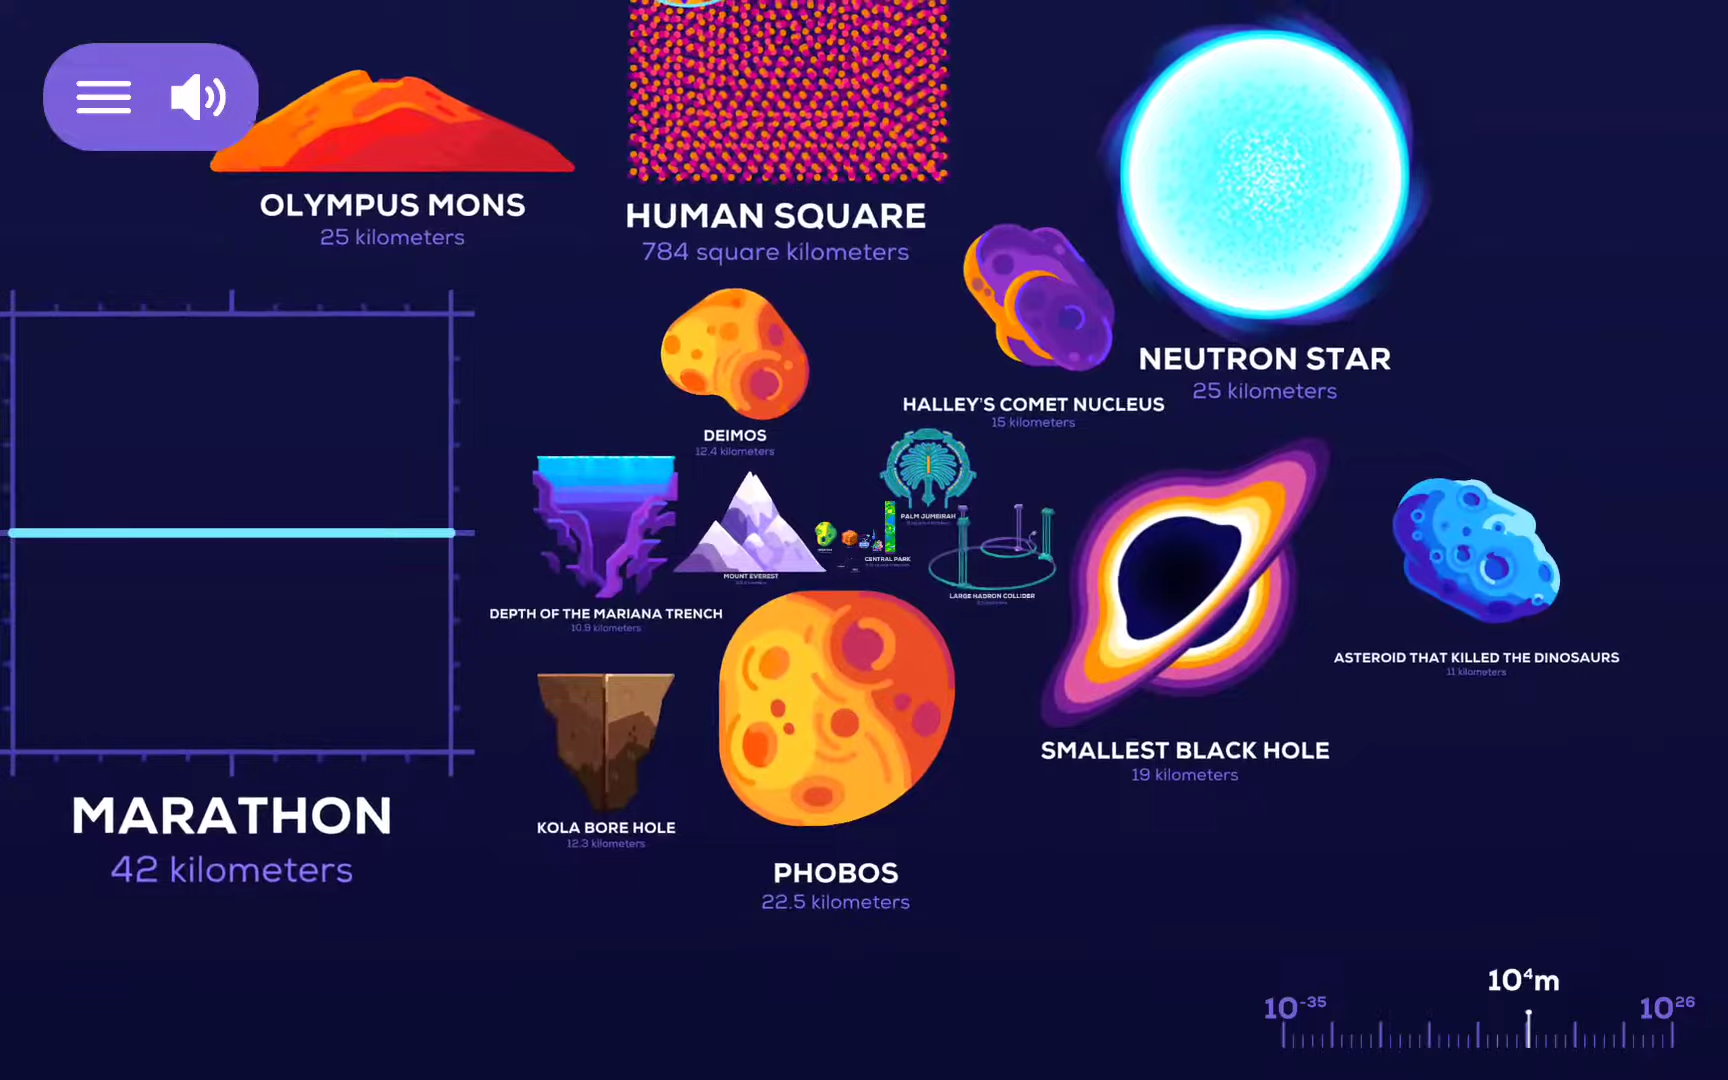 OLYMPUS MONS
25 kilometers
HUMAN SQUARE
784 square kilometers
NEUTRON STAR
25 kilometers
HALLEY'S COMET NUCLEUS
15 kilometers
DEIMOS
12.4 kilometers
PALM JUMEIRAH
CENTRAL PARK
MOUNT EVEREST
LARGE HADRON COLLIDER
DEPTH OF THE MARIANA TRENCH
10.9 kilometers
ASTEROID THAT KILLED THE DINOSAURS
11 kilometers
SMALLEST BLACK HOLE
19 kilometers
MARATHON
42 kilometers
KOLA BORE HOLE
12.3 kilometers
PHOBOS
22.5 kilometers
10⁴m
10⁻³⁵
10²⁶